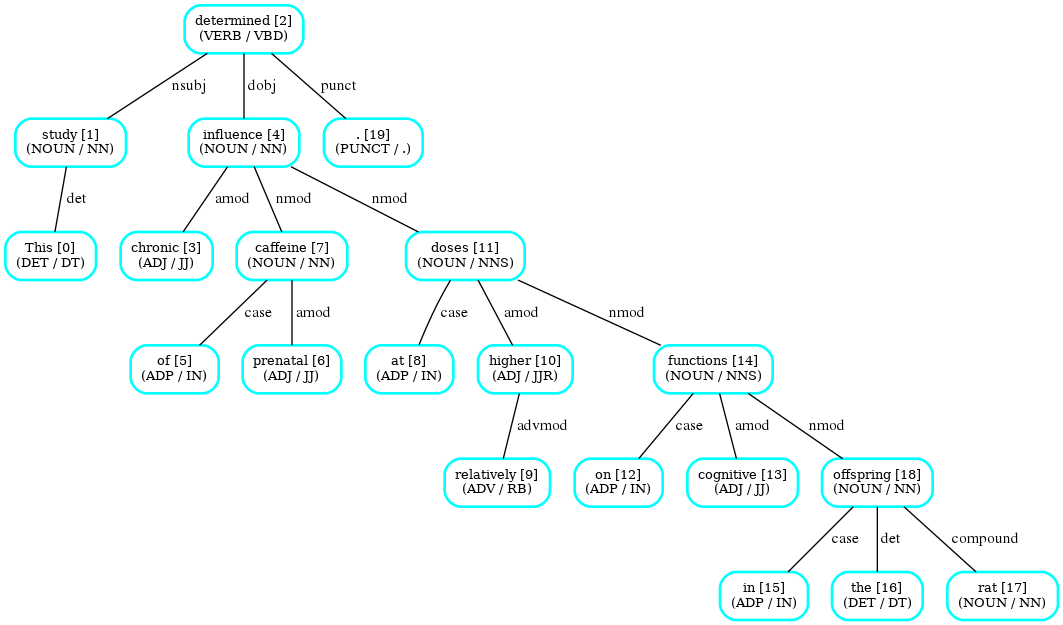 determined [2]
(VERB / VBD)
nsubj
dobj
punct
study [1]
(NOUN / NN)
influence [4]
(NOUN / NN)
. [19]
(PUNCT / .)
det
amod
nmod
nmod
This [0]
(DET / DT)
chronic [3]
(ADJ / JJ)
caffeine [7]
(NOUN / NN)
doses [11]
(NOUN / NNS)
case
amod
case
amod
nmod
of [5]
(ADP / IN)
prenatal [6]
(ADJ / JJ)
at [8]
(ADP / IN)
higher [10]
(ADJ / JJR)
functions [14]
(NOUN / NNS)
advmod
case
amod
nmod
relatively [9]
(ADV / RB)
on [12]
(ADP / IN)
cognitive [13]
(ADJ / JJ)
offspring [18]
(NOUN / NN)
case
det
compound
in [15]
(ADP / IN)
the [16]
(DET / DT)
rat [17]
(NOUN / NN)